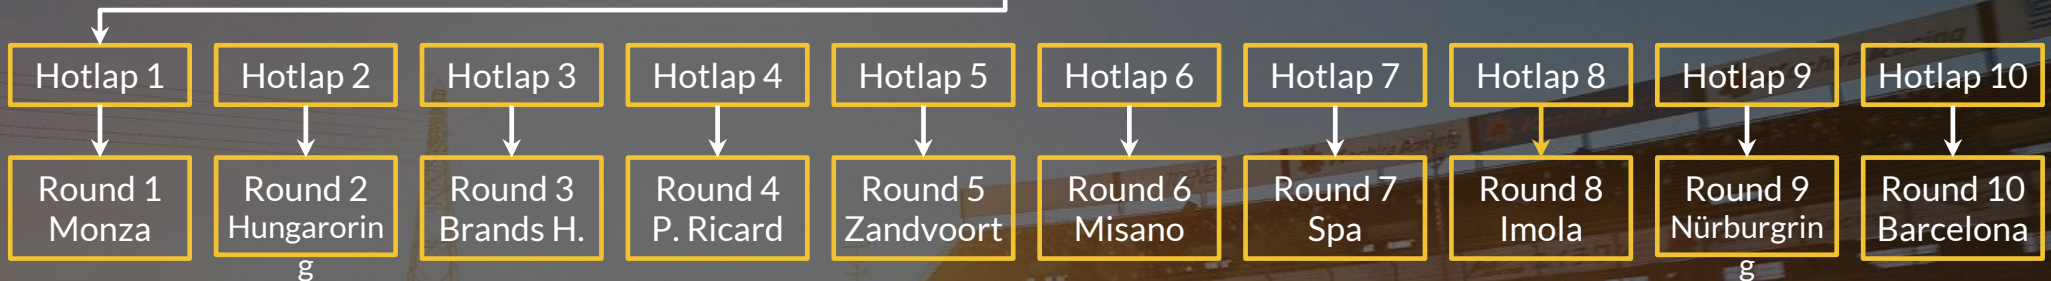 Hotlap 1
Hotlap 2
Hotlap 3
Hotlap 4
Hotlap 5
Hotlap 6
Hotlap 7
Hotlap 8
Hotlap 9
Hotlap 10
Round 1
Monza
Round 2
Hungarorin
g
Round 3
Brands H.
Round 4
P. Ricard
Round 5
Zandvoort
Round 6
Misano
Round 7
Spa
Round 8
Imola
Round 9
Nürburgrin
g
Round 10
Barcelona